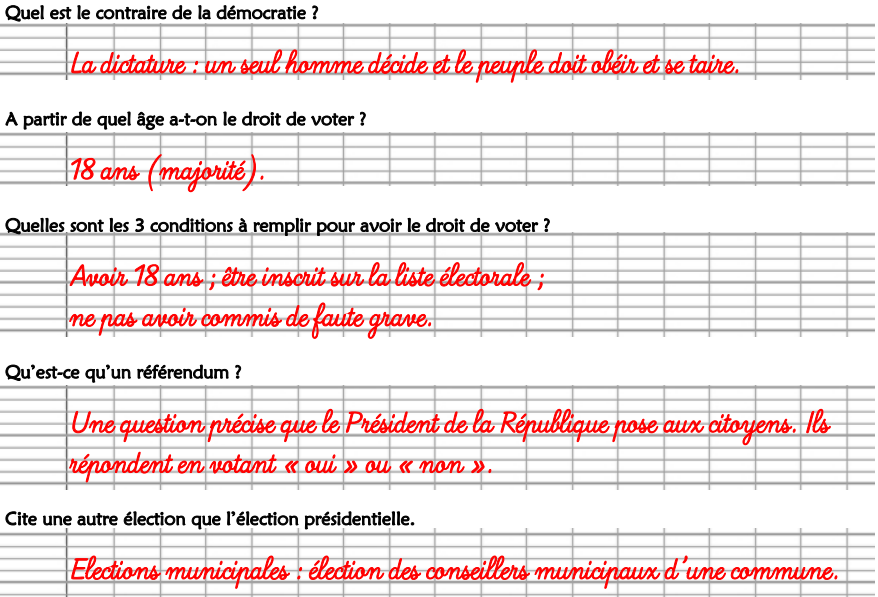 Quel est le contraire de la démocratie ?
La dictature : un seul homme décide et le peuple doit obéir et se taire.
A partir de quel âge a-t-on le droit de voter ?
18 ans (majorité).
Quelles sont les 3 conditions à remplir pour avoir le droit de voter ?
Avoir 18 ans ; être inscrit sur la liste électorale ;
ne pas avoir commis de faute grave.
Qu’est-ce qu’un référendum ?
Une question précise que le Président de la République pose aux citoyens. Ils
répondent en votant « oui » ou « non ».
Cite une autre élection que l’élection présidentielle.
Elections municipales : élection des conseillers municipaux d’une commune.